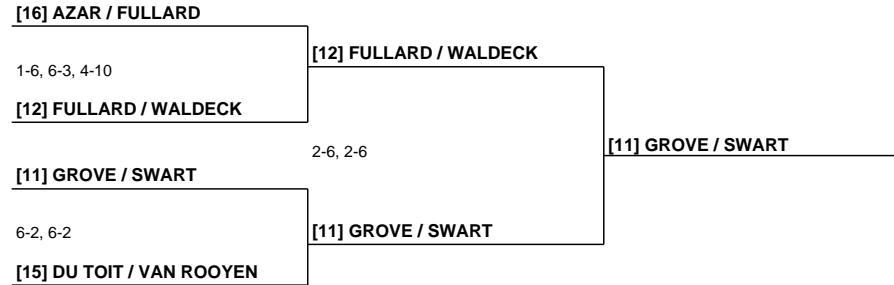 [16] AZAR / FULLARD
[12] FULLARD / WALDECK
1-6, 6-3, 4-10
[12] FULLARD / WALDECK
2-6, 2-6
[11] GROVE / SWART
[11] GROVE / SWART
6-2, 6-2
[11] GROVE / SWART
[15] DU TOIT / VAN ROOYEN